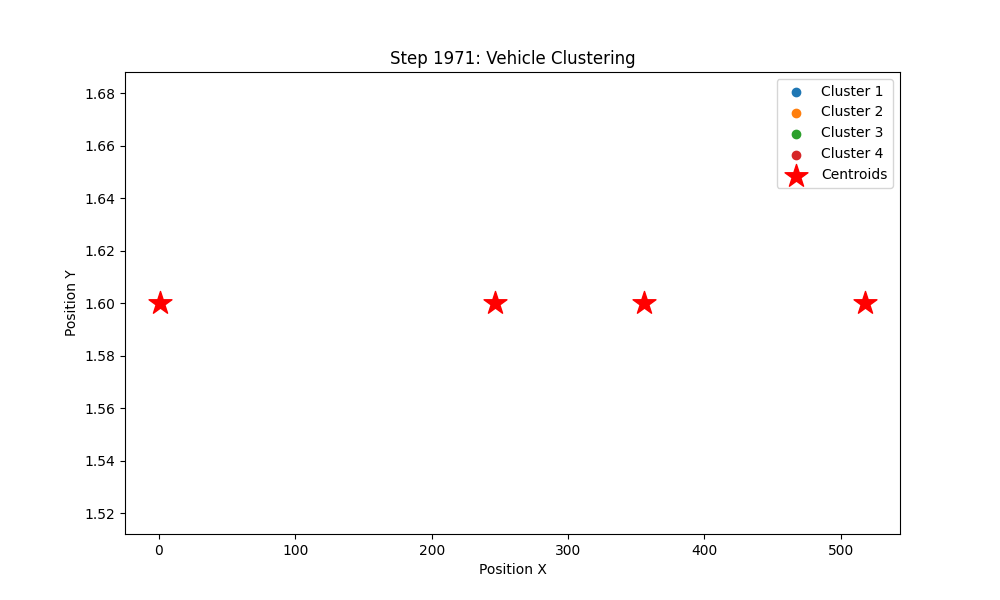 Step 1971: Vehicle Clustering
Cluster 1
Cluster 2
Cluster 3
Cluster 4
Centroids
Position Y
1.68
1.66
1.64
1.62
1.60
1.58
1.56
1.54
1.52
0 100 200 300 400 500
Position X